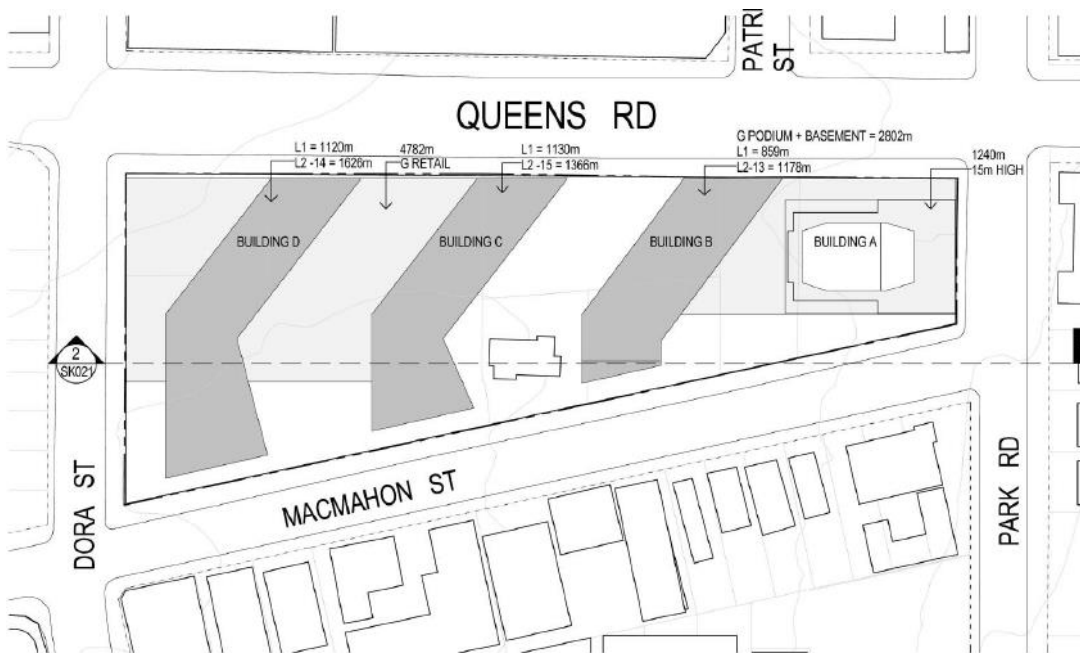 PATRI
ST
QUEENS RD
L1 = 1120m
L2 -14 = 1626m
4782m
G RETAIL
L1 = 1130m
L2 -15 = 1366m
G PODIUM + BASEMENT = 2802m
L1 = 859m
L2-13 = 1178m
1240m
15m HIGH
BUILDING D
BUILDING C
BUILDING B
BUILDING A
2
SK021
DORA ST
MACMAHON ST
PARK RD